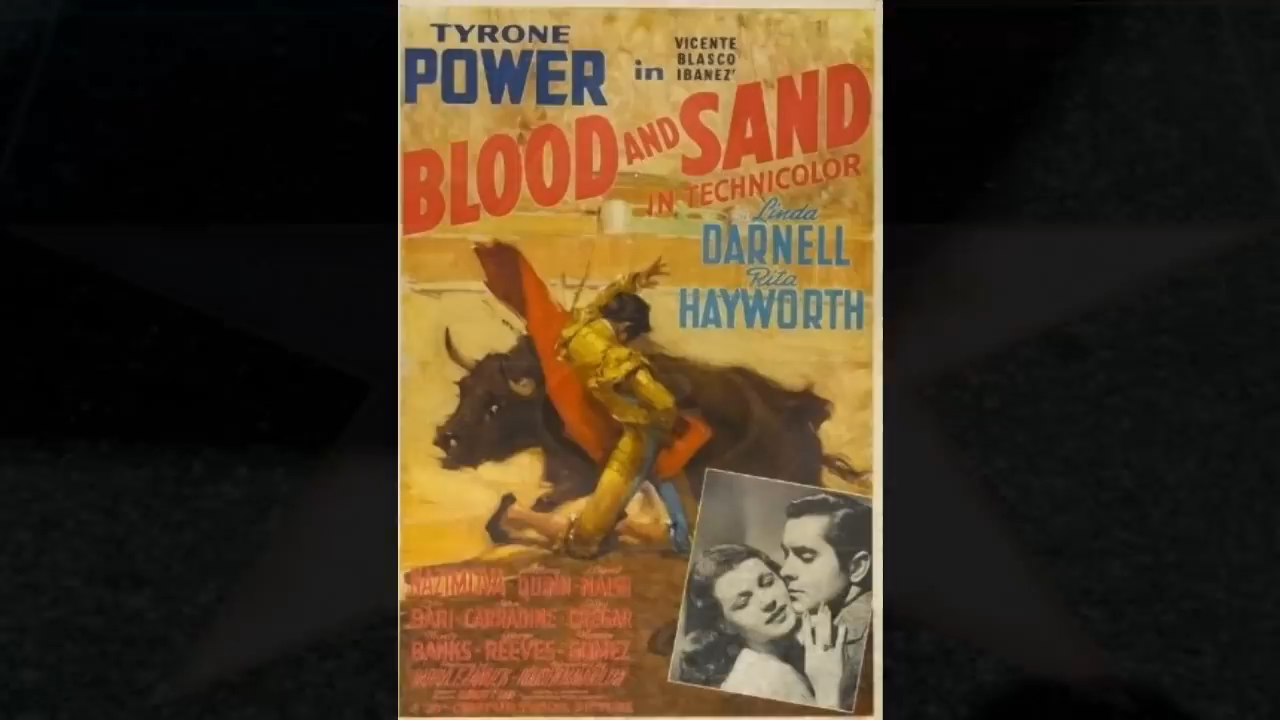 TYRONE
POWER in VICENTE
BLASCO
IBANEZ'
BLOOD AND SAND
IN TECHNICOLOR
Linda
DARNELL
Rita
HAYWORTH
NAZIMOVA - QUINN - NAISH
BARI - CARRADINE - CREGAR
BANKS - REEVES - GOMEZ